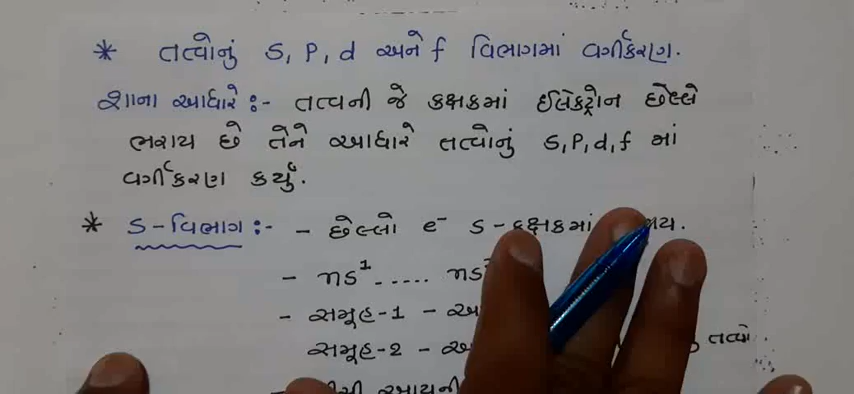 * તત્વોનું S, P, d અને f વિભાગમાં વર્ગીકરણ.
શાના આધારે :- તત્વની જે કક્ષકમાં ઈલેક્ટ્રોન છેલ્લે
ભરાય છે તેને આધારે તત્વોનું S,P,d,f માં
વર્ગીકરણ કર્યું.
* S-વિભાગ :- - છેલ્લો e⁻ S-કક્ષકમાં
- ns¹ ..... ns
- સમૂહ-1 -
સમૂહ-2 - તત્વો